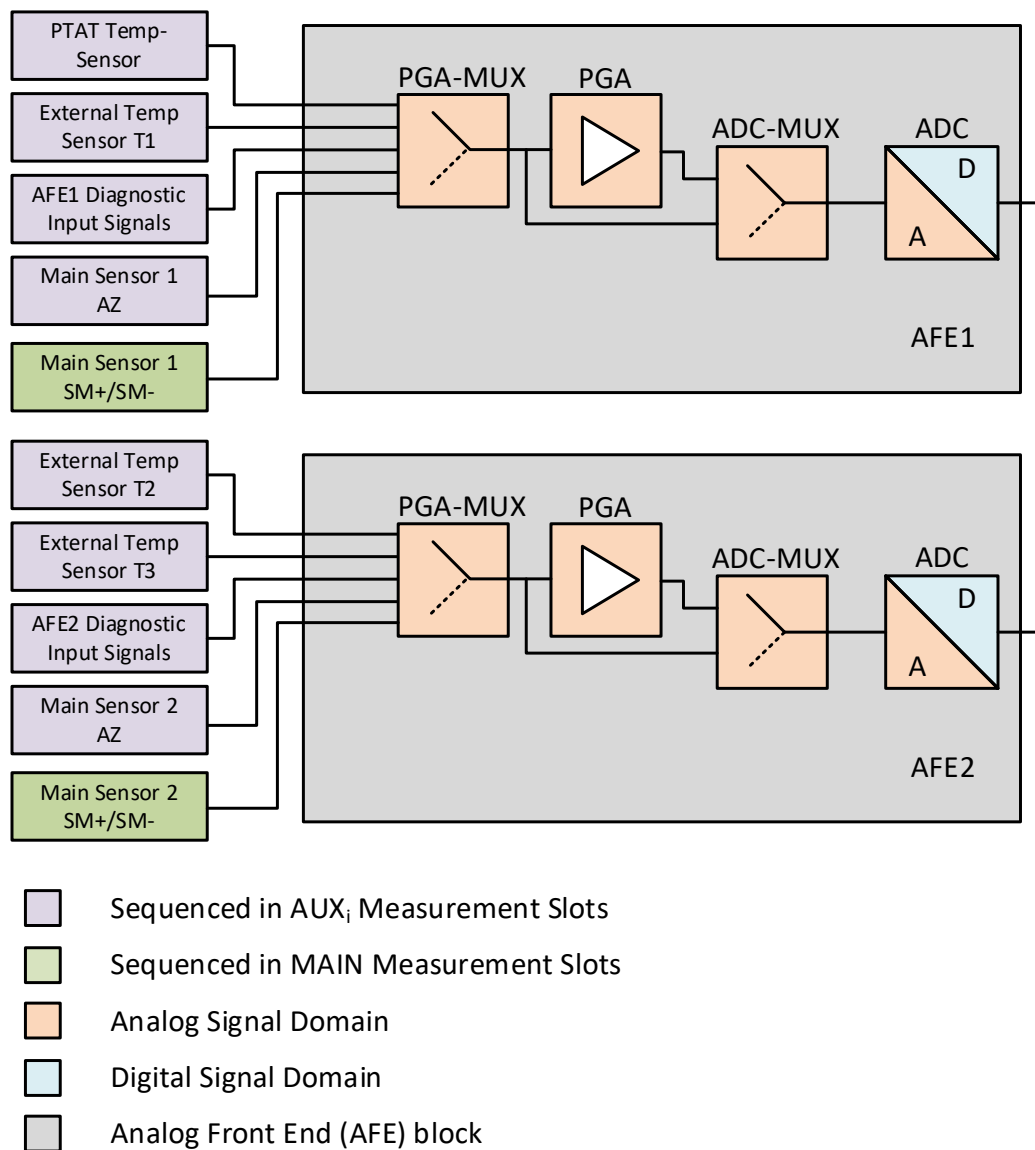 PTAT Temp-
Sensor
External Temp
Sensor T1
AFE1 Diagnostic
Input Signals
Main Sensor 1
AZ
Main Sensor 1
SM+/SM-
PGA-MUX
PGA
ADC-MUX
ADC
D
A
AFE1
External Temp
Sensor T2
External Temp
Sensor T3
AFE2 Diagnostic
Input Signals
Main Sensor 2
AZ
Main Sensor 2
SM+/SM-
PGA-MUX
PGA
ADC-MUX
ADC
D
A
AFE2
Sequenced in AUXi Measurement Slots
Sequenced in MAIN Measurement Slots
Analog Signal Domain
Digital Signal Domain
Analog Front End (AFE) block